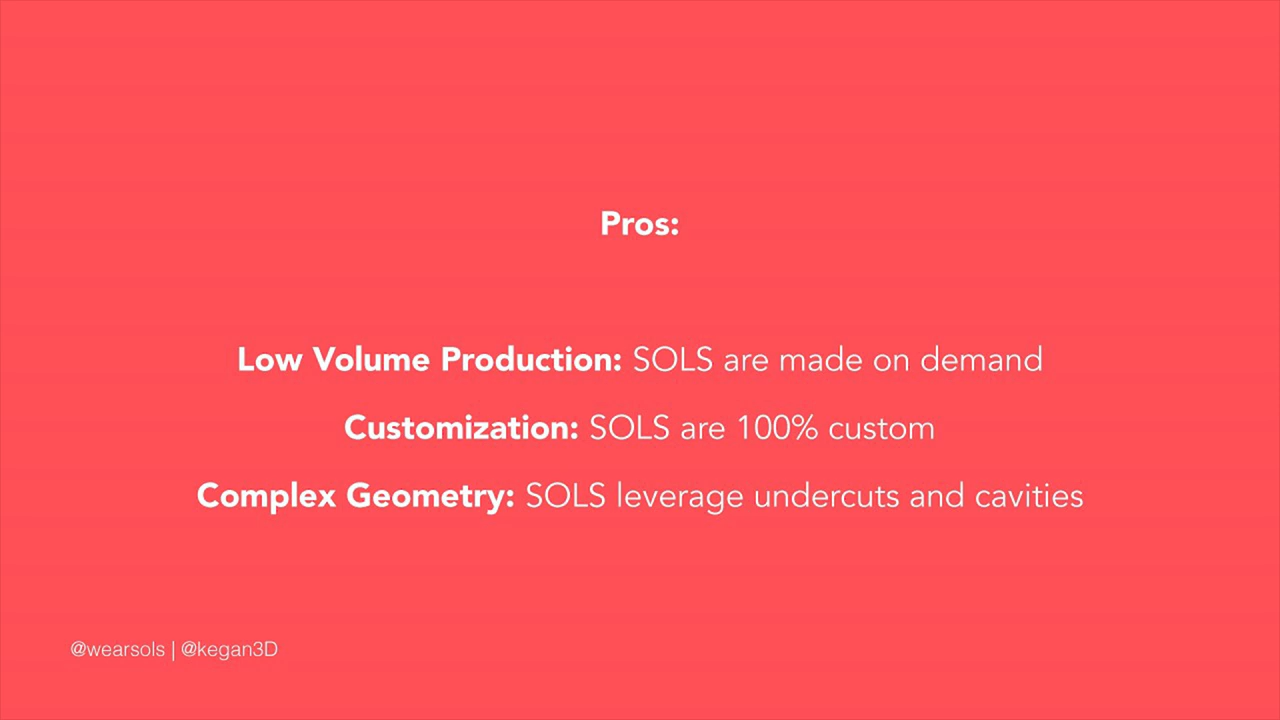 Pros:
Low Volume Production: SOLS are made on demand
Customization: SOLS are 100% custom
Complex Geometry: SOLS leverage undercuts and cavities
@wearsols | @kegan3D